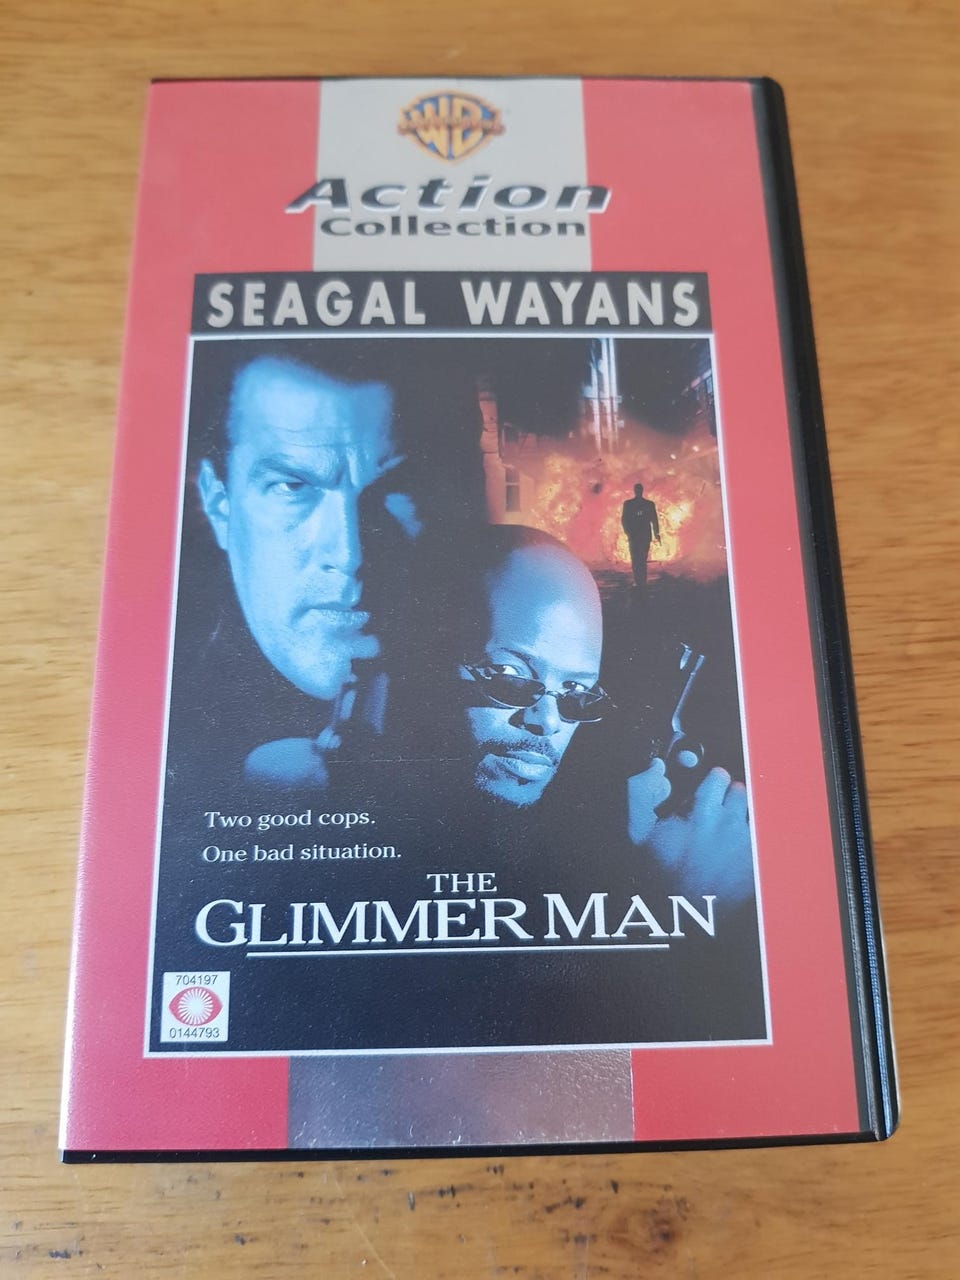 WB
Action
Collection
SEAGAL WAYANS
Two good cops.
One bad situation.
THE
GLIMMER MAN
704197
0144793